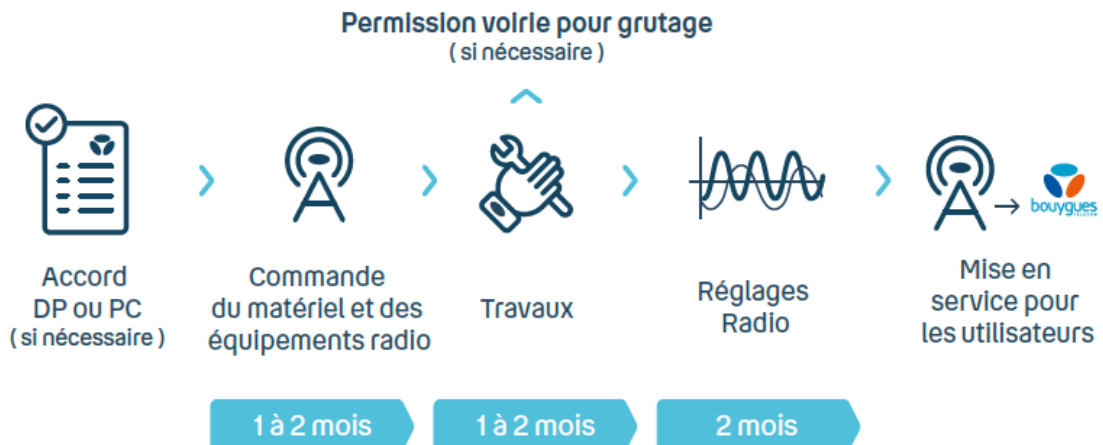 Permission voirie pour grutage
( si nécessaire )
bouygues
TELECOM
Accord
DP ou PC
( si nécessaire )
Commande
du matériel et des
équipements radio
Travaux
Réglages
Radio
Mise en
service pour
les utilisateurs
1 à 2 mois
1 à 2 mois
2 mois